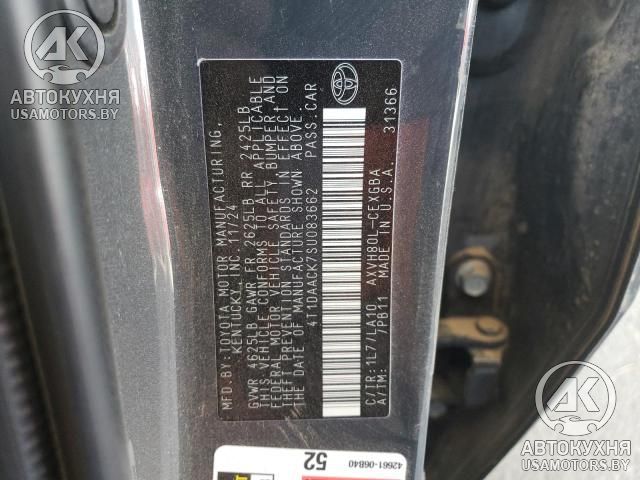 MFD.BY:TOYOTA MOTOR MANUFACTURING,
KENTUCKY, INC. 11/24
GVWR 4625LB GAWR FR 2625LB RR 2425LB
THIS VEHICLE CONFORMS TO ALL APPLICABLE
FEDERAL MOTOR VEHICLE SAFETY, BUMPER,AND
THEFT PREVENTION STANDARDS IN EFFECT ON
THE DATE OF MANUFACTURE SHOWN ABOVE.
4T1DAACK7SU083662 PASS.CAR
C/TR:1L7/LA10 AXVH80L-CEXGBA
A/TM: -/PB11 MADE IN U.S.A. 31366
52
42661-06B40
АК
АВТОКУХНЯ
USAMOTORS.BY
АК
АВТОКУХНЯ
USAMOTORS.BY